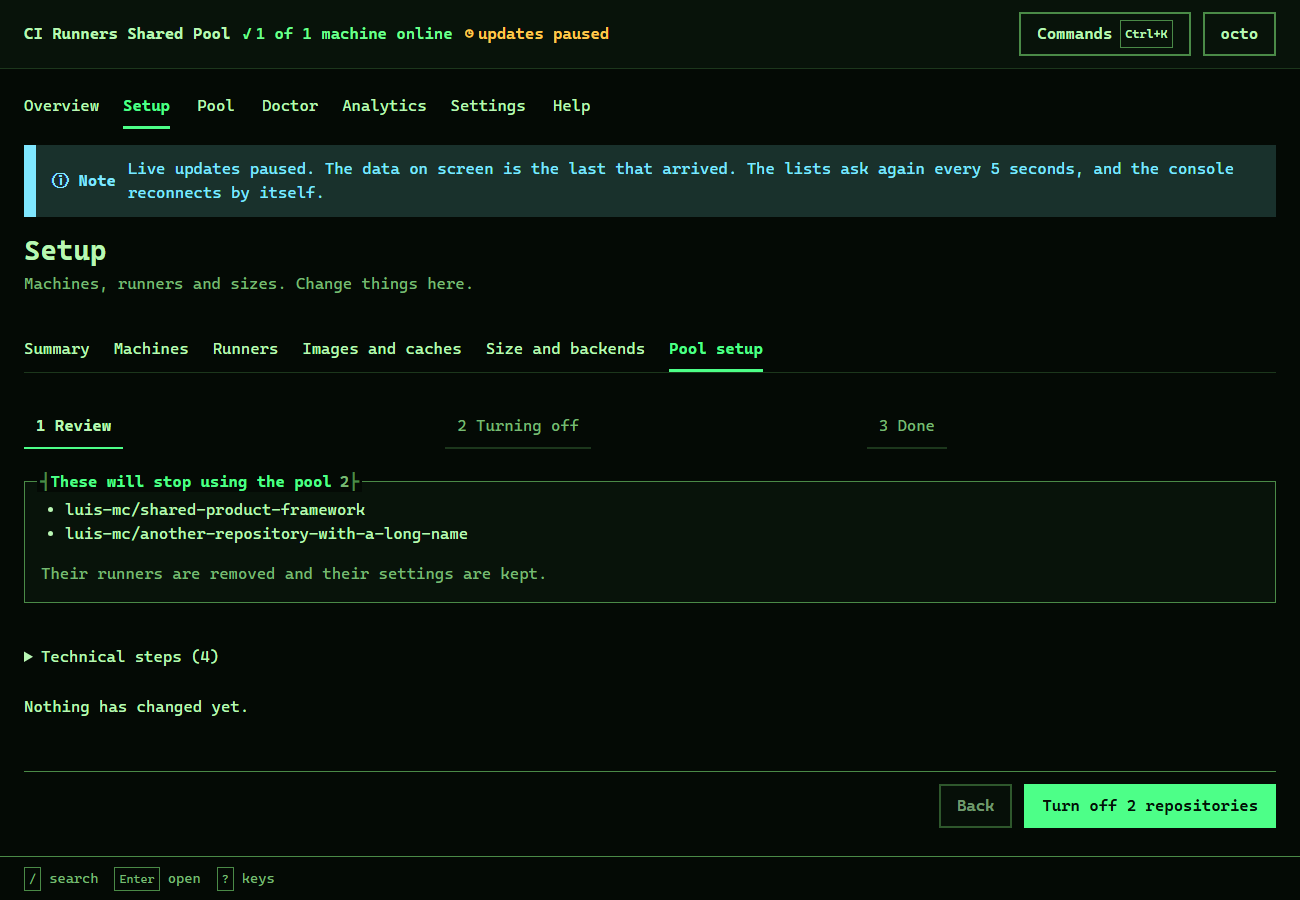 CI Runners Shared Pool ✓ 1 of 1 machine online updates paused
Commands Ctrl+K
octo
Overview Setup Pool Doctor Analytics Settings Help
Note
Live updates paused. The data on screen is the last that arrived. The lists ask again every 5 seconds, and the console
reconnects by itself.
Setup
Machines, runners and sizes. Change things here.
Summary Machines Runners Images and caches Size and backends Pool setup
1 Review
2 Turning off
3 Done
These will stop using the pool 2
• luis-mc/shared-product-framework
• luis-mc/another-repository-with-a-long-name
Their runners are removed and their settings are kept.
▶ Technical steps (4)
Nothing has changed yet.
Back
Turn off 2 repositories
/ search Enter open ? keys